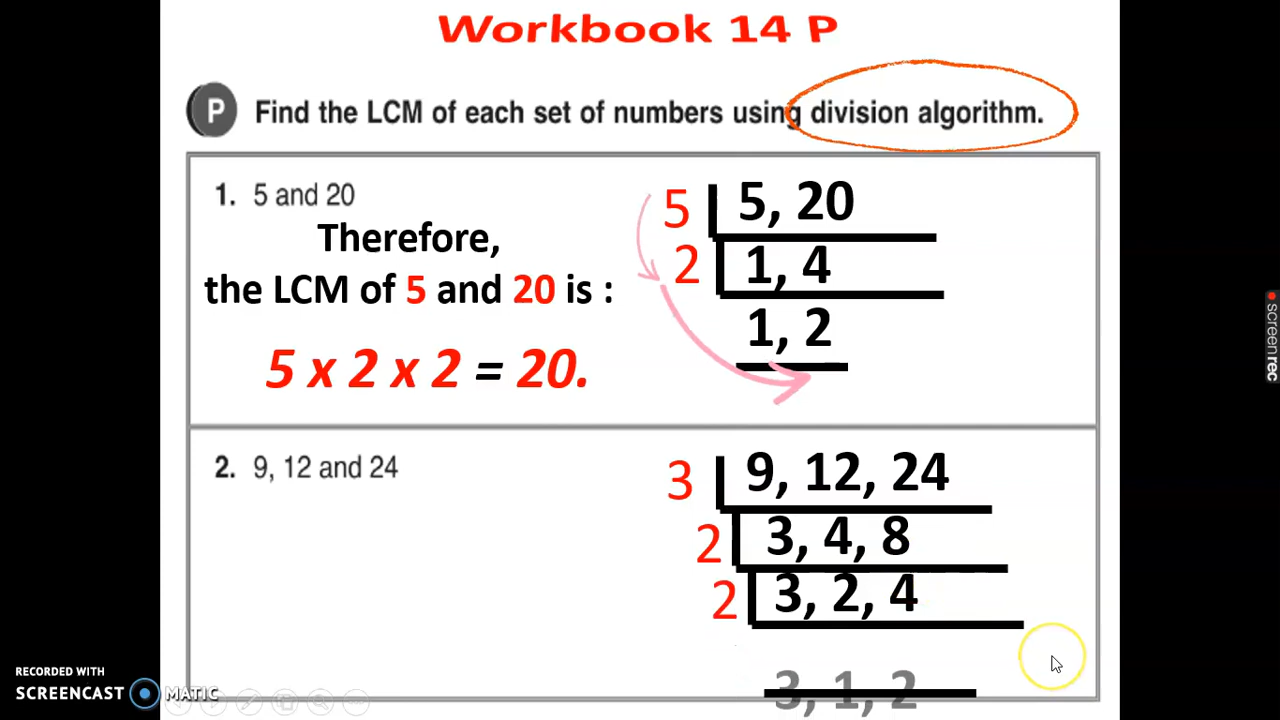 Workbook 14 P
P Find the LCM of each set of numbers using division algorithm.
1. 5 and 20
Therefore,
the LCM of 5 and 20 is :
5 x 2 x 2 = 20.
5 5, 20
2 1, 4
1, 2
2. 9, 12 and 24
3 9, 12, 24
2 3, 4, 8
2 3, 2, 4
3, 1, 2
RECORDED WITH
SCREENCAST MATIC
screenrec